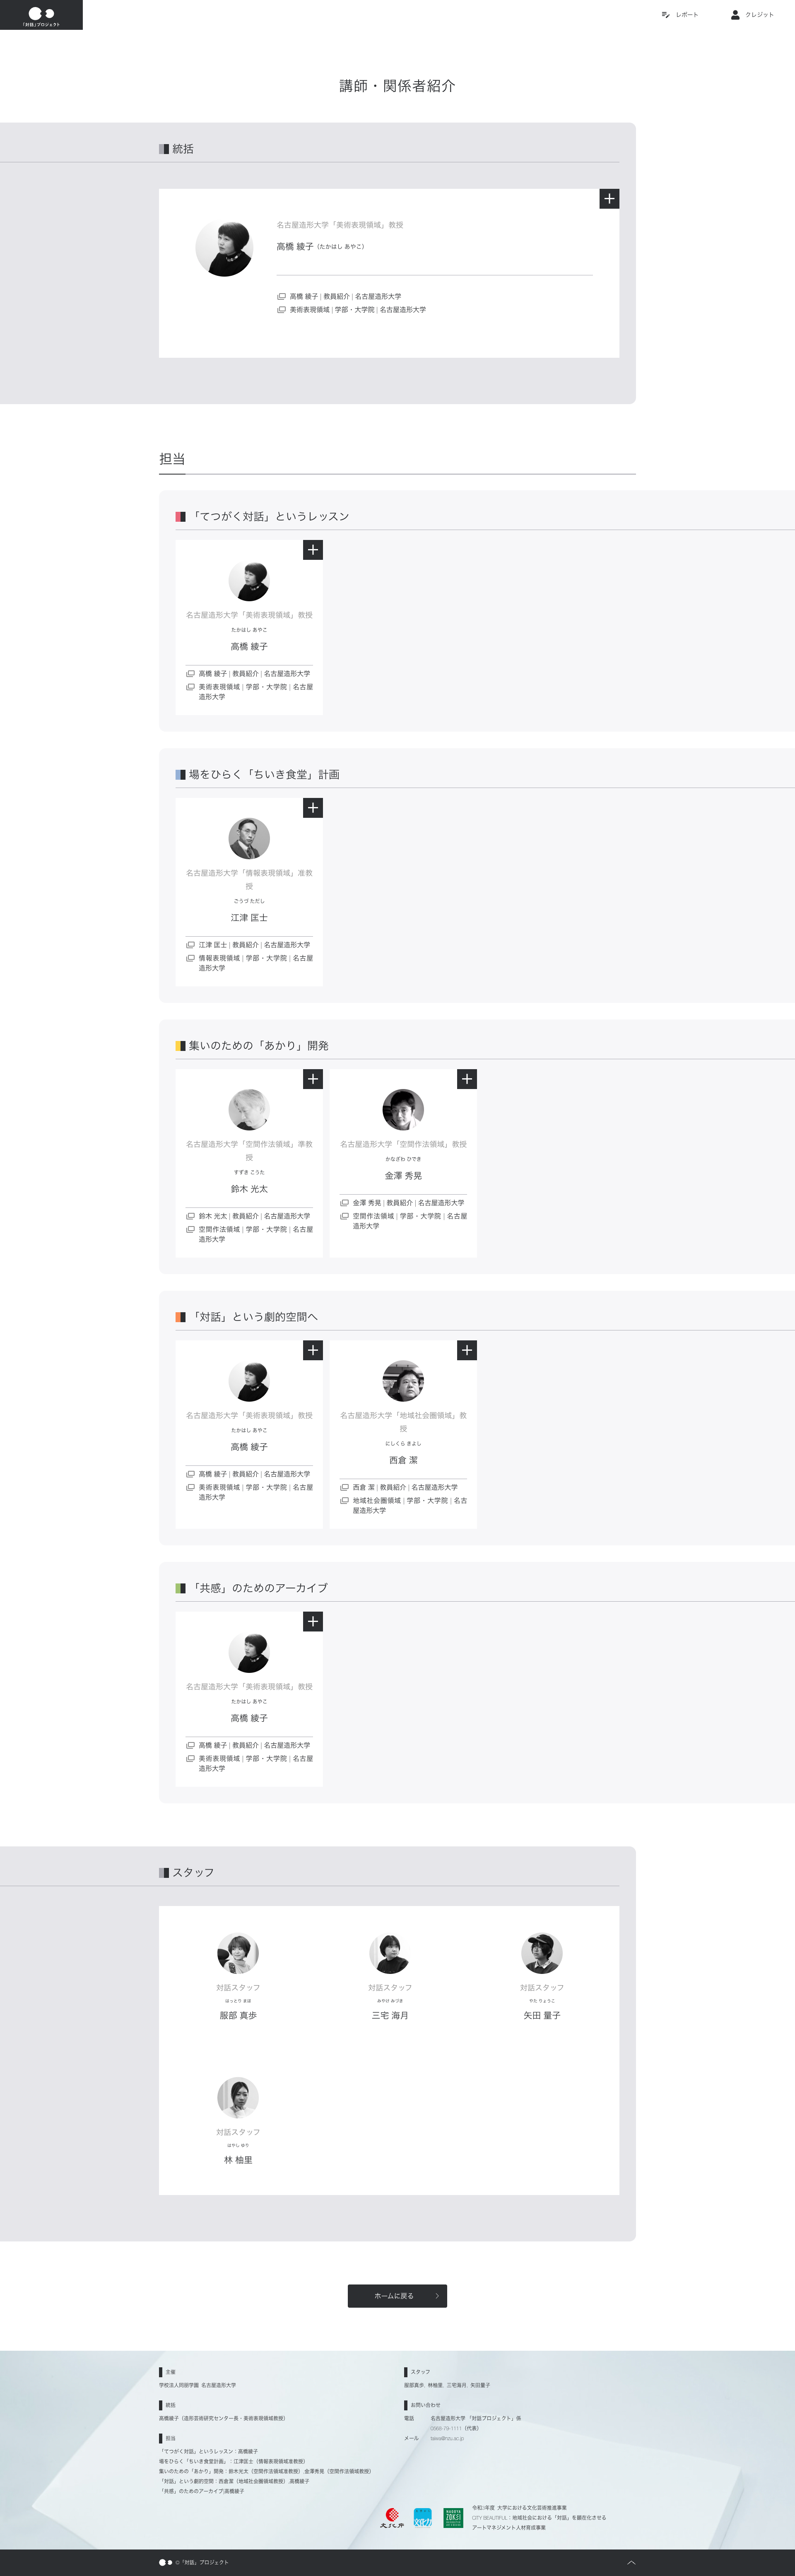 「対話」プロジェクト
レポート
クレジット
講師・関係者紹介
統括
名古屋造形大学「美術表現領域」教授
高橋 綾子（たかはし あやこ）
高橋 綾子 | 教員紹介 | 名古屋造形大学
美術表現領域 | 学部・大学院 | 名古屋造形大学
担当
「てつがく対話」というレッスン
名古屋造形大学「美術表現領域」教授
たかはし あやこ
高橋 綾子
高橋 綾子 | 教員紹介 | 名古屋造形大学
美術表現領域 | 学部・大学院 | 名古屋
造形大学
場をひらく「ちいき食堂」計画
名古屋造形大学「情報表現領域」准教
授
ごうづ ただし
江津 匡士
江津 匡士 | 教員紹介 | 名古屋造形大学
情報表現領域 | 学部・大学院 | 名古屋
造形大学
集いのための「あかり」開発
名古屋造形大学「空間作法領域」準教
授
すずき こうた
鈴木 光太
鈴木 光太 | 教員紹介 | 名古屋造形大学
空間作法領域 | 学部・大学院 | 名古屋
造形大学
名古屋造形大学「空間作法領域」教授
かなざわ ひでき
金澤 秀晃
金澤 秀晃 | 教員紹介 | 名古屋造形大学
空間作法領域 | 学部・大学院 | 名古屋
造形大学
「対話」という劇的空間へ
名古屋造形大学「美術表現領域」教授
たかはし あやこ
高橋 綾子
高橋 綾子 | 教員紹介 | 名古屋造形大学
美術表現領域 | 学部・大学院 | 名古屋
造形大学
名古屋造形大学「地域社会圏領域」教
授
にしくら きよし
西倉 潔
西倉 潔 | 教員紹介 | 名古屋造形大学
地域社会圏領域 | 学部・大学院 | 名古
屋造形大学
「共感」のためのアーカイブ
名古屋造形大学「美術表現領域」教授
たかはし あやこ
高橋 綾子
高橋 綾子 | 教員紹介 | 名古屋造形大学
美術表現領域 | 学部・大学院 | 名古屋
造形大学
スタッフ
対話スタッフ
はっとり まほ
服部 真歩
対話スタッフ
みやけ みづき
三宅 海月
対話スタッフ
やた りょうこ
矢田 量子
対話スタッフ
はやし ゆり
林 柚里
ホームに戻る
主催
学校法人同朋学園 名古屋造形大学
統括
高橋綾子（造形芸術研究センター長・美術表現領域教授）
担当
「てつがく対話」というレッスン：高橋綾子
場をひらく「ちいき食堂計画」：江津匡士（情報表現領域准教授）
集いのための「あかり」開発：鈴木光太（空間作法領域准教授）,金澤秀晃（空間作法領域教授）
「対話」という劇的空間：西倉潔（地域社会圏領域教授）,高橋綾子
「共感」のためのアーカイブ:高橋綾子
スタッフ
服部真歩, 林柚里, 三宅海月, 矢田量子
お問い合わせ
電話 名古屋造形大学 「対話プロジェクト」係
0568-79-1111（代表）
メール
文化庁
文化力
NAGOYA
ZOKEI
令和3年度 大学における文化芸術推進事業
CITY BEAUTIFUL：地域社会における「対話」を顕在化させる
アートマネジメント人材育成事業
©「対話」プロジェクト